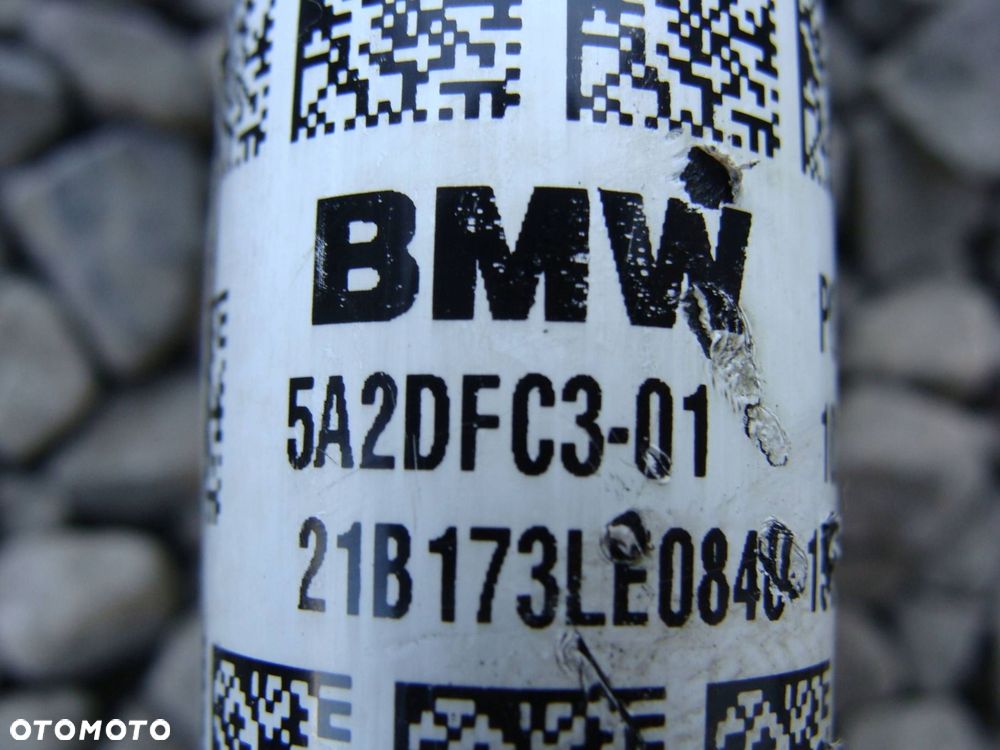 BMW
5A2DFC3-01
21B173LE084
OTOMOTO